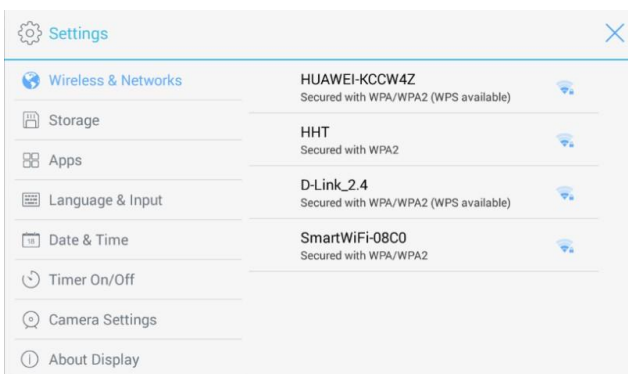 Settings
Wireless & Networks
Storage
Apps
Language & Input
18
Date & Time
Timer On/Off
Camera Settings
About Display
HUAWEI-KCCW4Z
Secured with WPA/WPA2 (WPS available)
HHT
Secured with WPA2
D-Link_2.4
Secured with WPA/WPA2 (WPS available)
SmartWiFi-08C0
Secured with WPA/WPA2